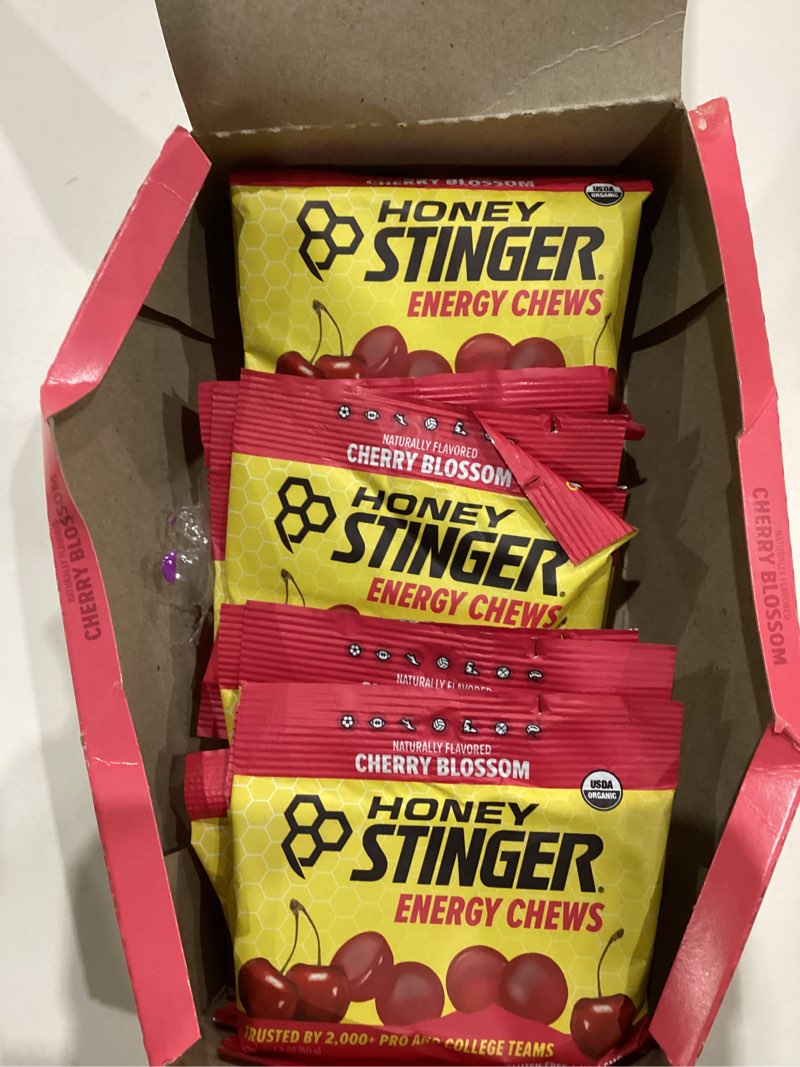 CHERRY BLOSSOM
USDA
ORGANIC
HONEY
STINGER
ENERGY CHEWS
NATURALLY FLAVORED
CHERRY BLOSSOM
HONEY
STINGER
ENERGY CHEWS
NATURALLY FLAVORED
NATURALLY FLAVORED
CHERRY BLOSSOM
USDA
ORGANIC
HONEY
STINGER
ENERGY CHEWS
TRUSTED BY 2,000+ PRO AND COLLEGE TEAMS
NATURALLY FLAVORED
CHERRY BLOSSOM
NATURALLY FLAVORED
CHERRY BLOSSOM